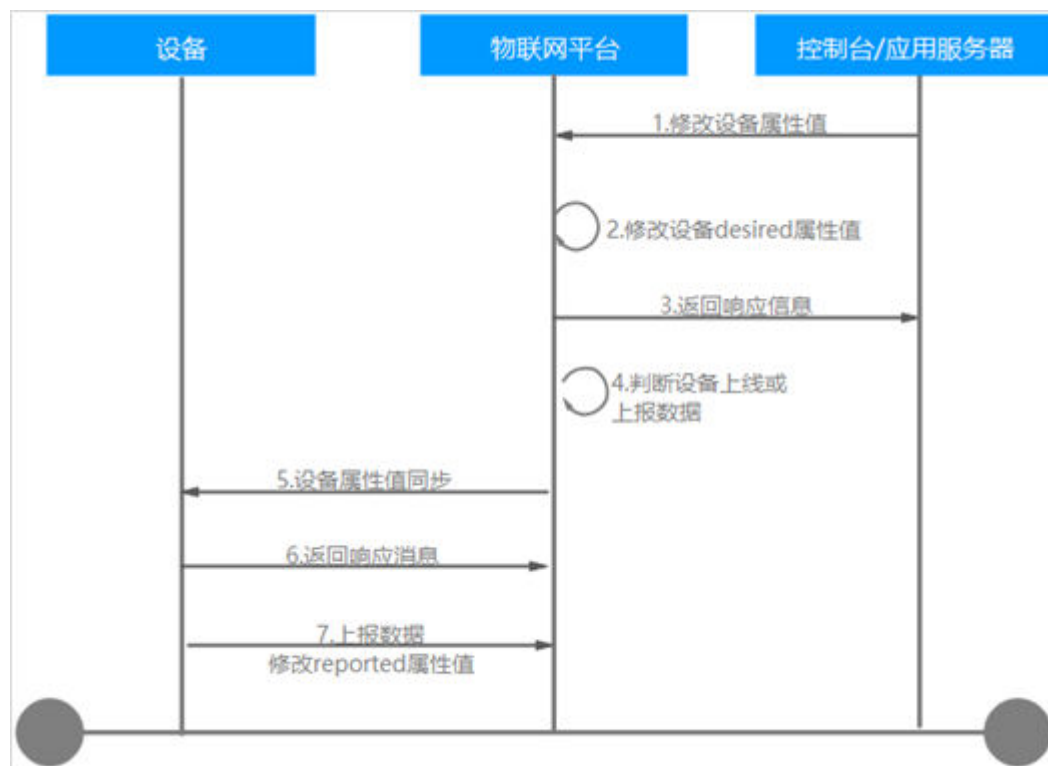 设备
物联网平台
控制台/应用服务器
1.修改设备属性值
2.修改设备desired属性值
3.返回响应信息
4.判断设备上线或
上报数据
5.设备属性值同步
6.返回响应消息
7.上报数据
修改reported属性值